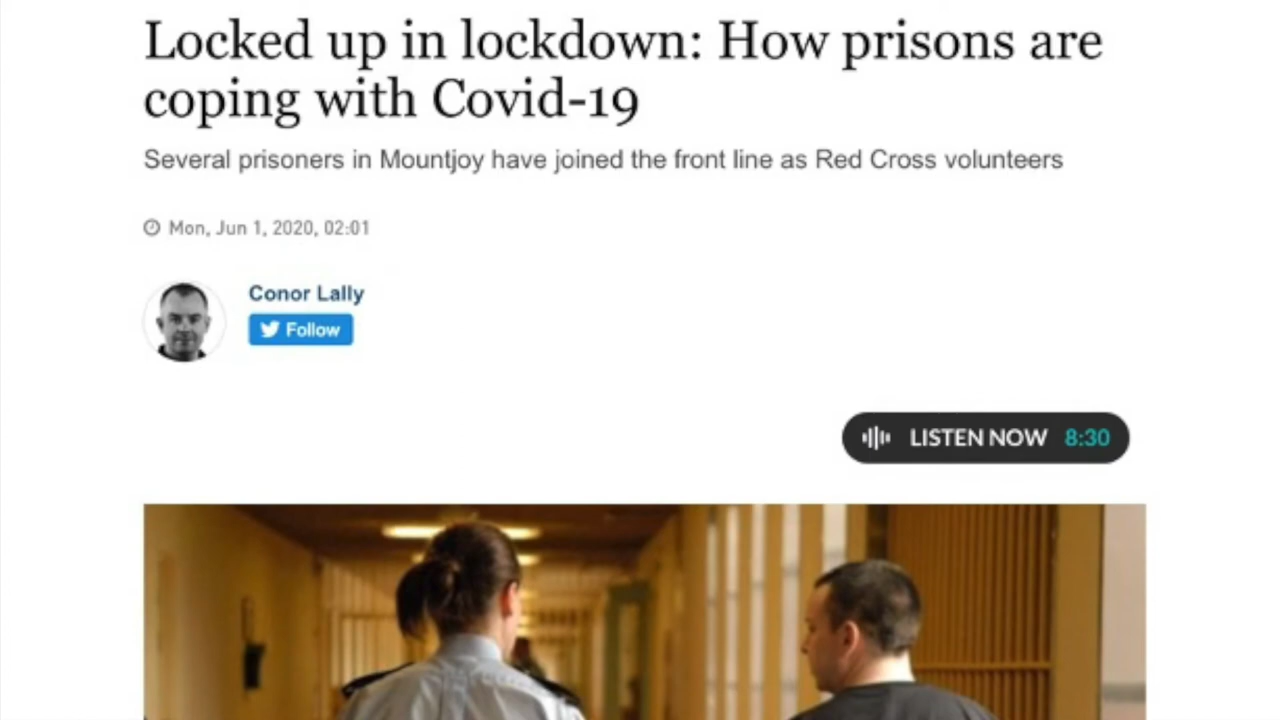 Locked up in lockdown: How prisons are
coping with Covid-19
Several prisoners in Mountjoy have joined the front line as Red Cross volunteers
Mon, Jun 1, 2020, 02:01
Conor Lally
Follow
LISTEN NOW 8:30